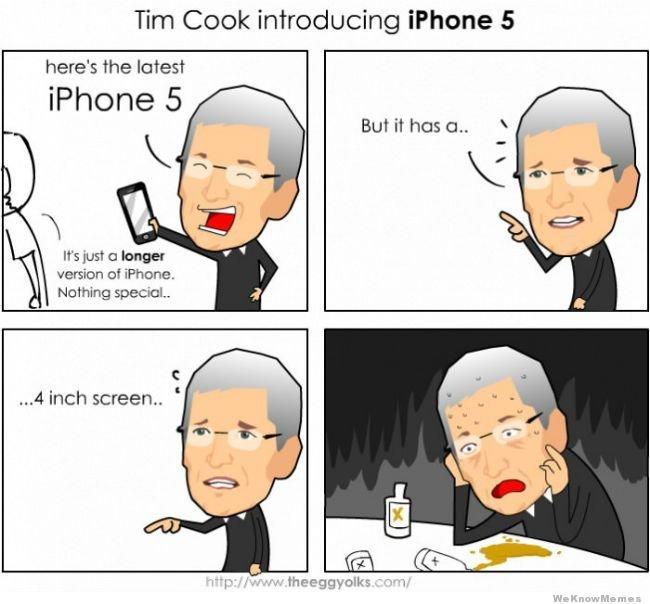 Tim Cook introducing iPhone 5
here's the latest
iPhone 5
It's just a longer
version of iPhone.
Nothing special..
But it has a..
...4 inch screen..
X
X
X
http://www.theeggyolks.com/
WeKnowMemes